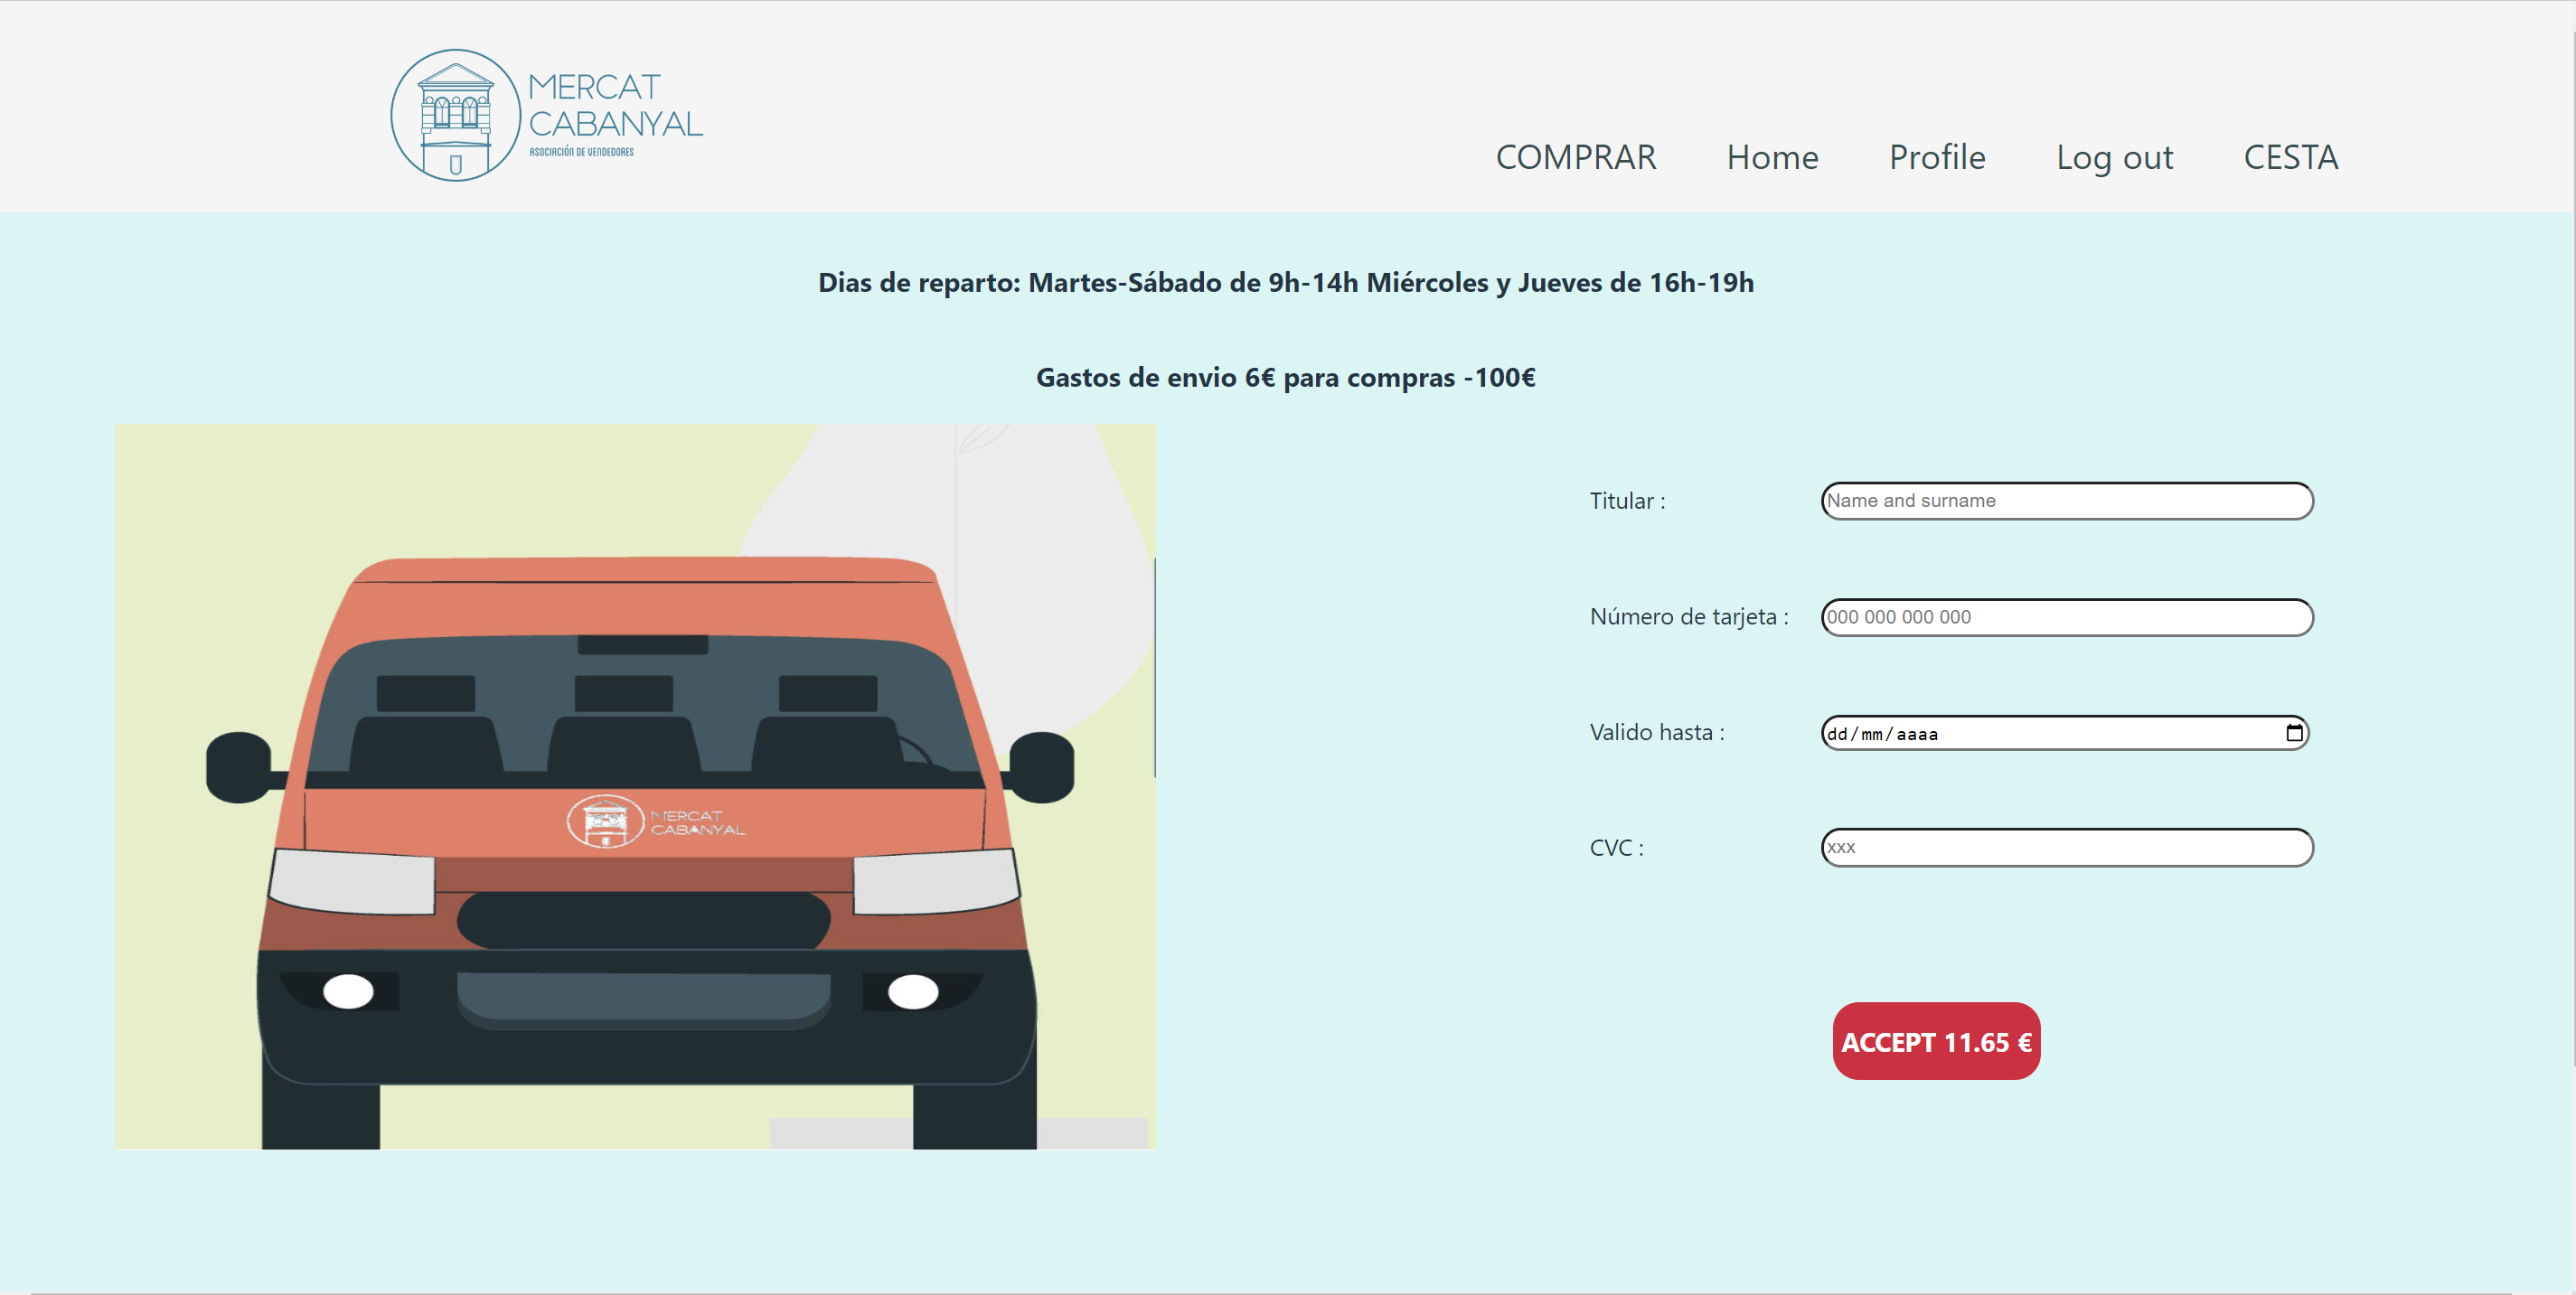 MERCAT
CABANYAL
ASOCIACIÓN DE VENDEDORES
COMPRAR Home Profile Log out CESTA
Dias de reparto: Martes-Sábado de 9h-14h Miércoles y Jueves de 16h-19h
Gastos de envio 6€ para compras -100€
MERCAT
CABANYAL
Titular : Name and surname
Número de tarjeta : 000 000 000 000
Valido hasta : dd/mm/aaaa
CVC : xxx
ACCEPT 11.65 €